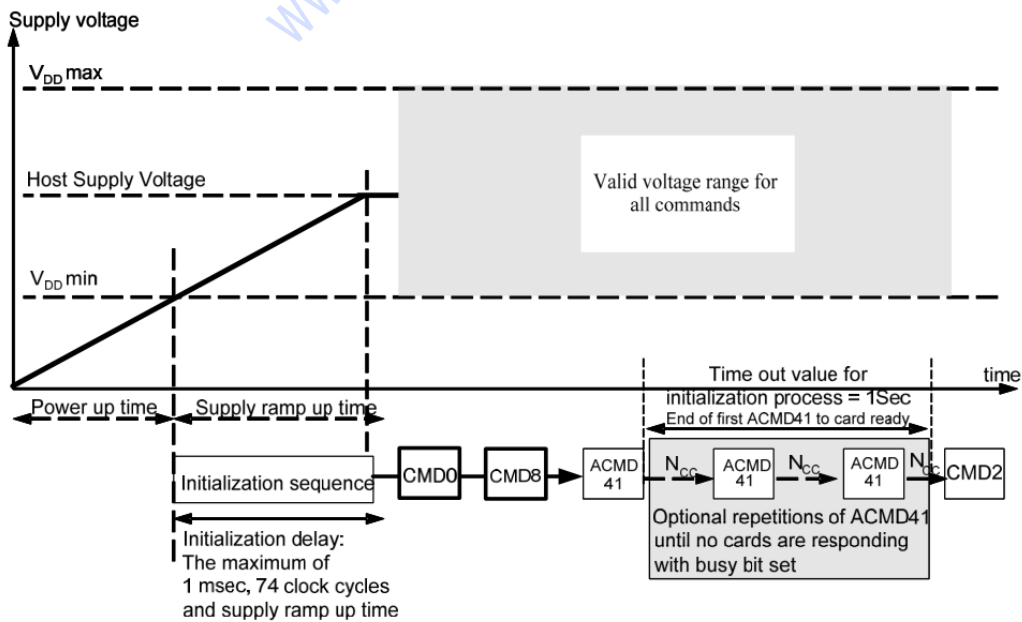 Supply voltage
V_DD max
Host Supply Voltage
Valid voltage range for
all commands
V_DD min
time
Time out value for
initialization process = 1Sec
End of first ACMD41 to card ready
Power up time
Supply ramp up time
Initialization sequence
CMD0
CMD8
ACMD
41
N_CC
ACMD
41
N_CC
ACMD
41
N_CC
CMD2
Optional repetitions of ACMD41
until no cards are responding
with busy bit set
Initialization delay:
The maximum of
1 msec, 74 clock cycles
and supply ramp up time